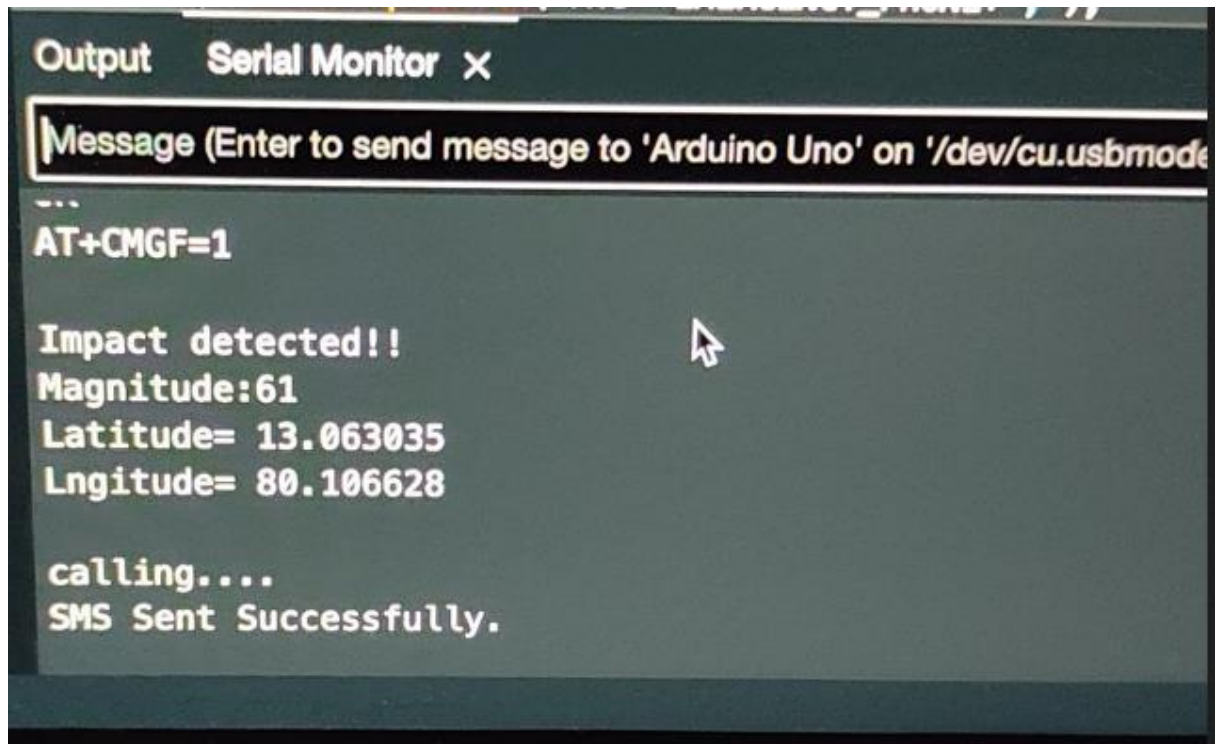 Output Serial Monitor ×
Message (Enter to send message to 'Arduino Uno' on '/dev/cu.usbmode
AT+CMGF=1
Impact detected!!
Magnitude:61
Latitude= 13.063035
Lngitude= 80.106628
calling....
SMS Sent Successfully.